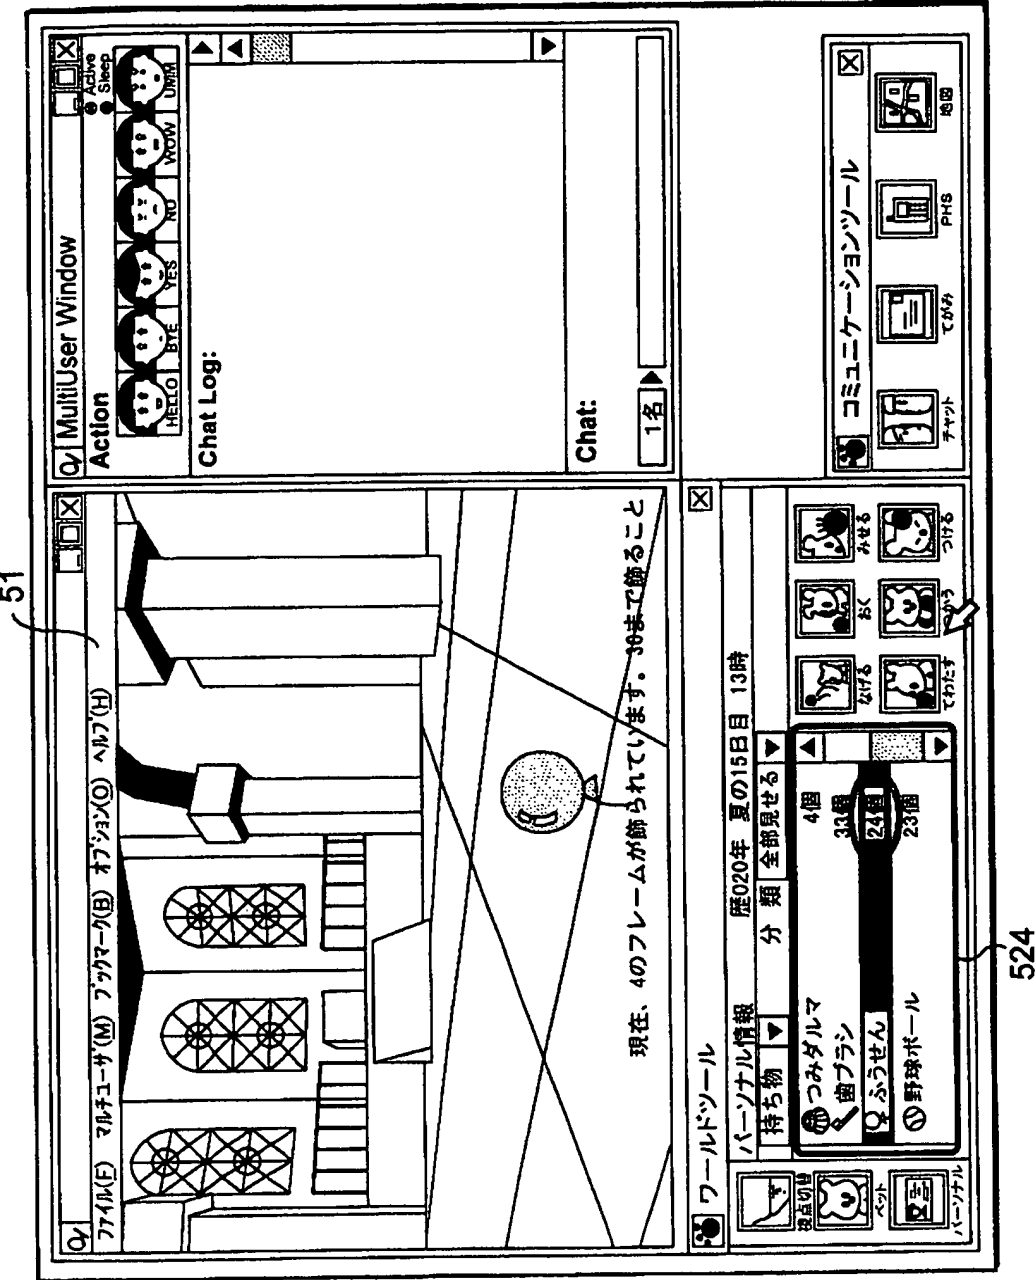 51
ファイル(F) マルチユーザ(M) ブックマーク(B) オプション(O) ヘルプ(H)
現在、4のフレームが飾られています。30まで飾ること
MultiUser Window
Action
Active
Sleep
HELLO
BYE
YES
NO
WOW
UMM
Chat Log:
Chat:
1名
ワールドツール
パーソナル情報 歴020年 夏の15日目 13時
持ち物 分 類 全部見せる
視点切替
ペット
パーソナル
つみダルマ 4個
歯ブラシ 33個
ふうせん 24個
野球ボール 23個
なげる
おく
みせる
てわたす
つける
コミュニケーションツール
チャット
てがみ
PHS
地図
524